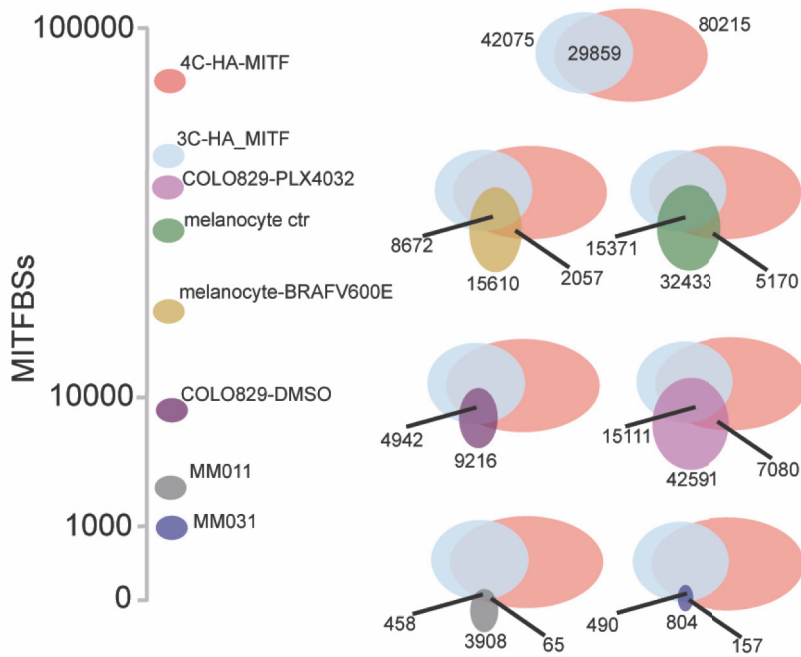 100000
4C-HA-MITF
3C-HA_MITF
COLO829-PLX4032
melanocyte ctr
melanocyte-BRAFV600E
10000
COLO829-DMSO
MM011
1000
MM031
0
MITFBSs
42075
29859
80215
8672
15610
2057
15371
32433
5170
4942
9216
15111
42591
7080
458
3908
65
490
804
157